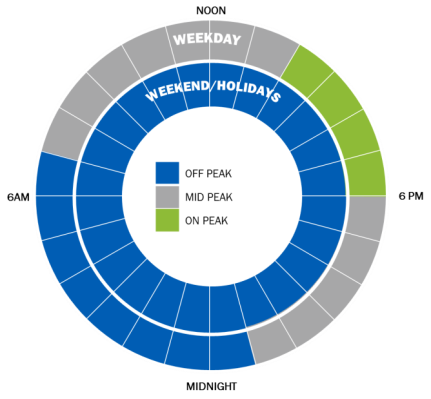 NOON
WEEKDAY
WEEKEND/HOLIDAYS
OFF PEAK
6AM
MID PEAK
6 PM
ON PEAK
MIDNIGHT